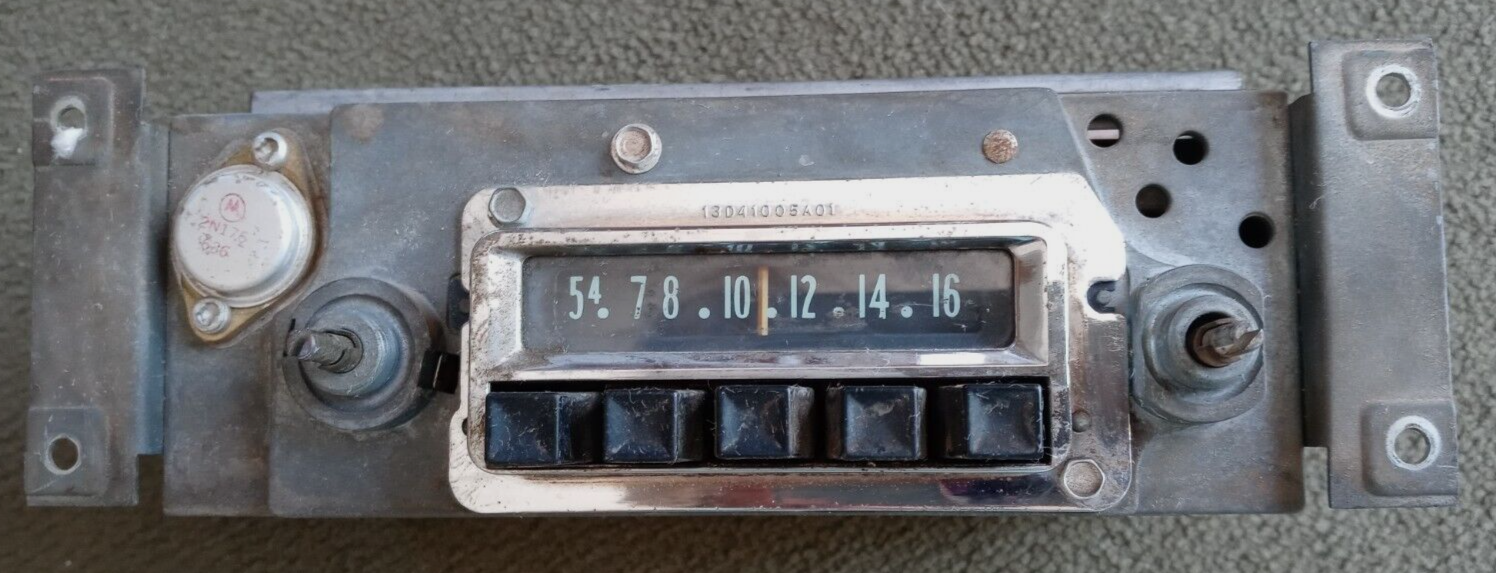 13041005A01
54. 7 8 . 10 . 12 . 14 . 16
M
2N176